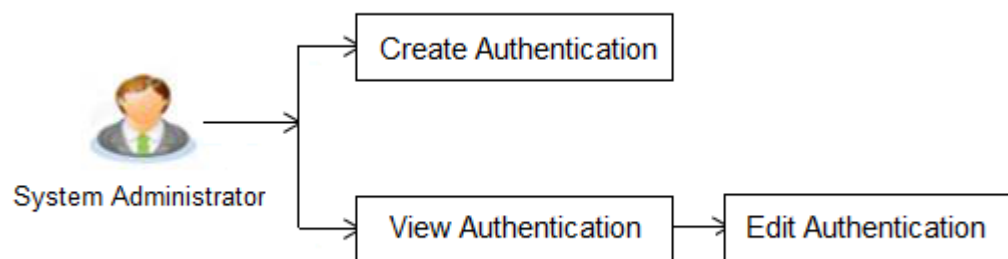 Create Authentication
System Administrator
View Authentication
Edit Authentication